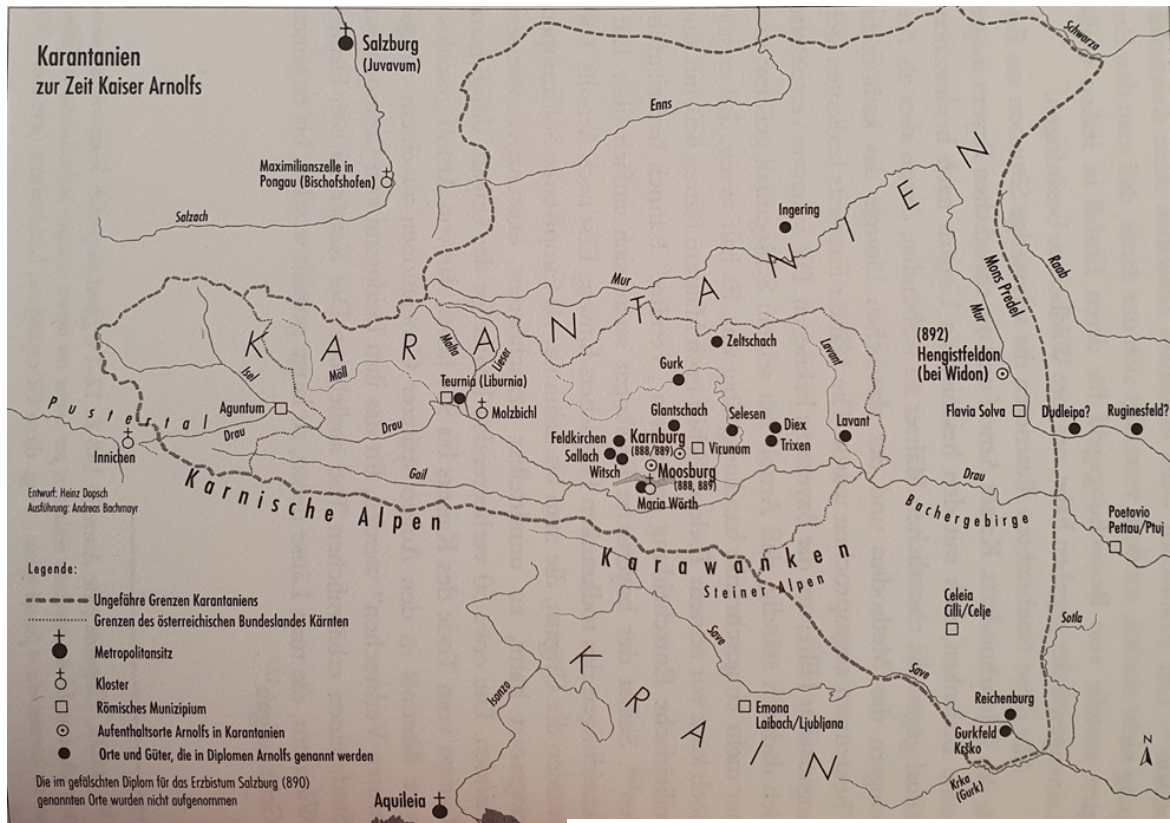 Karantanien
zur Zeit Kaiser Arnolfs
Salzburg
(Juvavum)
Schwarza
Enns
Maximilianszelle in
Pongau (Bischofshofen)
Salzach
Ingering
KARANTANIEN
Mur
Mons Predel
Raab
Mur
(892)
Hengistfeldon
(bei Widon)
Zeltschach
Lavant
Isel
Möll
Malta
Lieser
Teurnia (Liburnia)
Gurk
Molzbichl
Aguntum
Flavia Solva
Dudleipa?
Ruginesfeld?
Pustertal
Drau
Drau
Innichen
Glantschach
Selesen
Diex
Trixen
Lavant
Feldkirchen
Karnburg
(888/889)
Virunum
Sallach
Witsch
Moosburg
(888, 889)
Maria Wörth
Gail
Drau
Karnische Alpen
Bachergebirge
Poetovio
Pettau/Ptuj
Entwurf: Heinz Dopsch
Ausführung: Andreas Bachmayr
Karawanken
Steiner Alpen
Celeia
Cilli/Celje
Sotla
Legende:
Ungefähre Grenzen Karantaniens
Grenzen des österreichischen Bundeslandes Kärnten
Metropolitansitz
Kloster
Römisches Munizipium
Aufenthaltsorte Arnolfs in Karantanien
Orte und Güter, die in Diplomen Arnolfs genannt werden
Die im gefälschten Diplom für das Erzbistum Salzburg (890)
genannten Orte wurden nicht aufgenommen
Save
Save
Isonzo
KRAIN
Emona
Laibach/Ljubljana
Reichenburg
Gurkfeld
Krško
Krka
(Gurk)
N
Aquileia